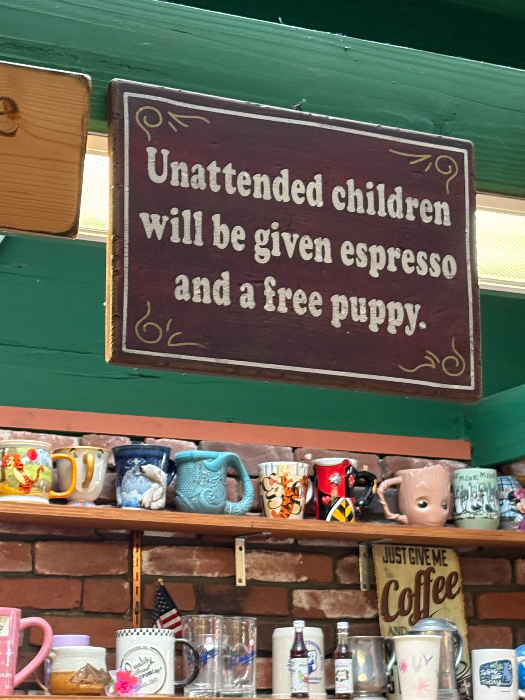 e
Unattended children
will be given espresso
and a free puppy.
JUST GIVE ME
Coffee